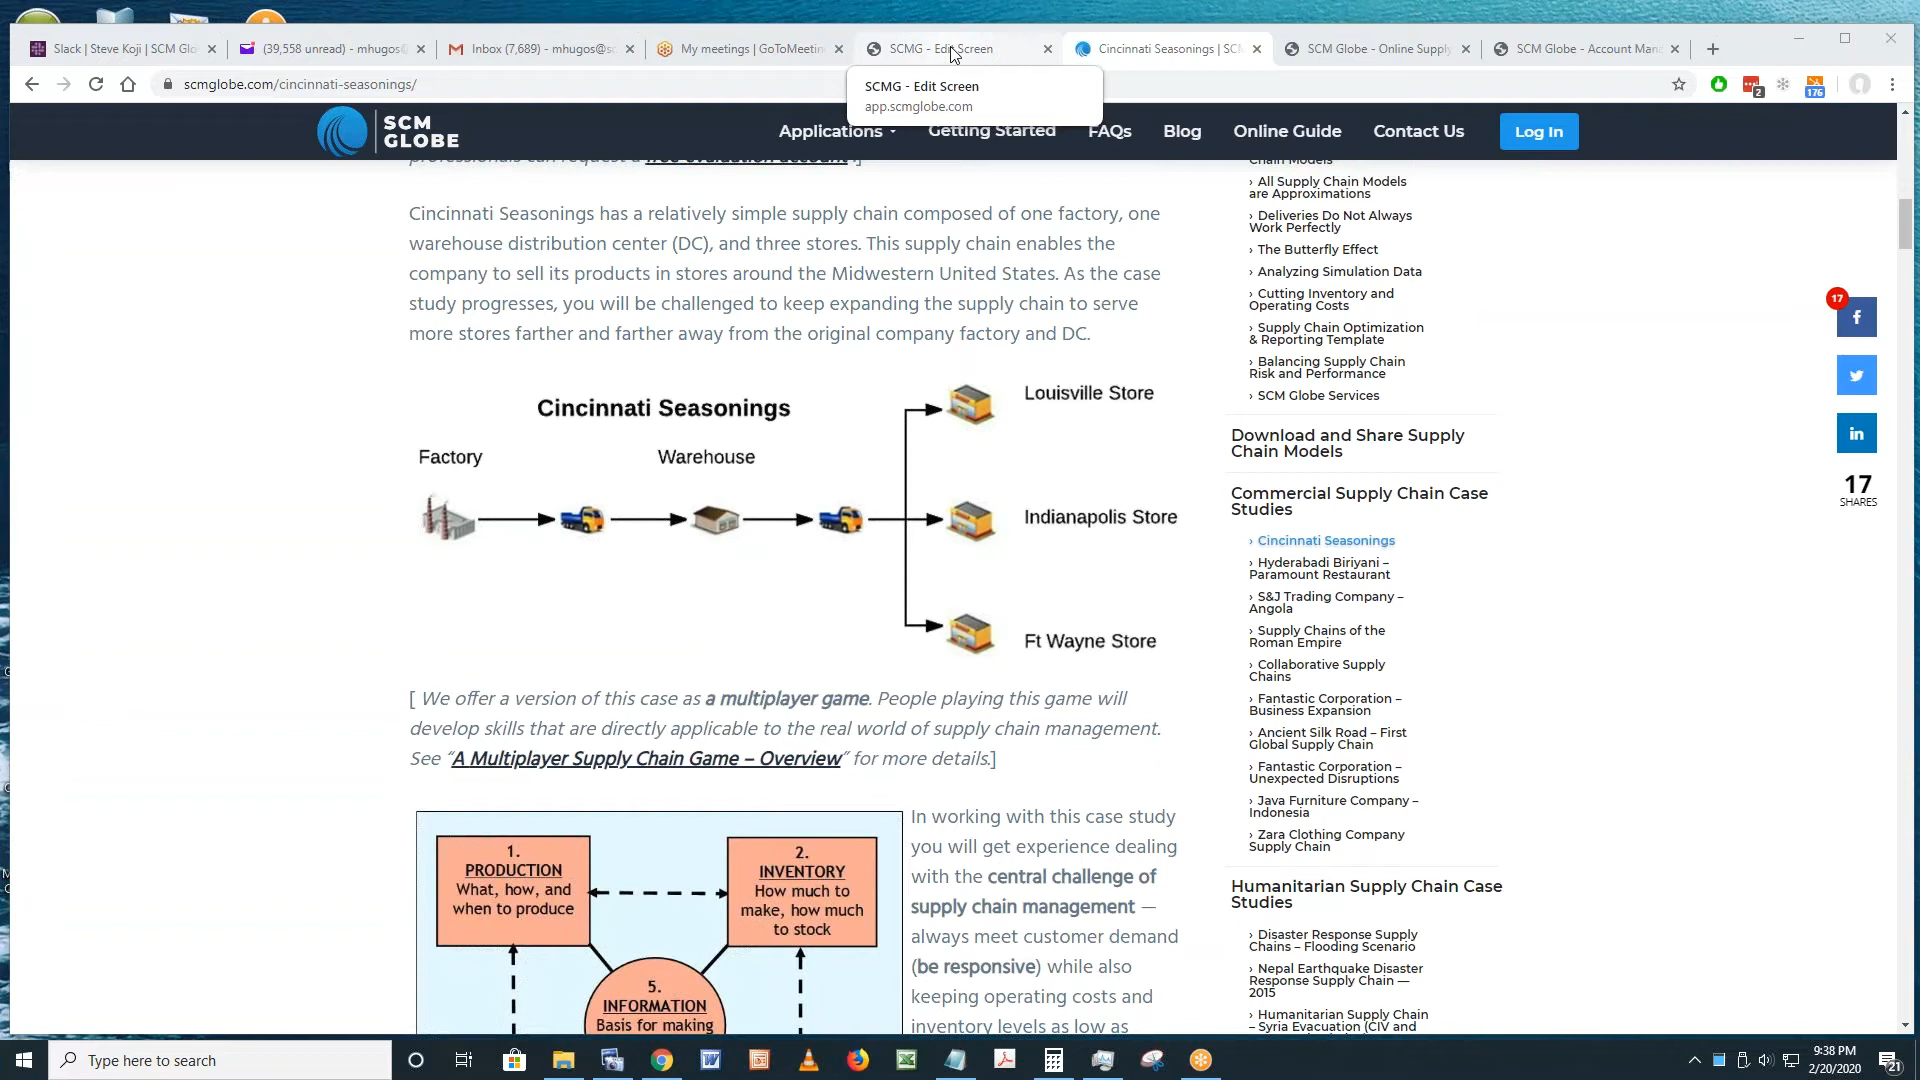 Slack | Steve Koji | SCM Glo
(39,558 unread) - mhugos@
Inbox (7,689) - mhugos@sc
My meetings | GoToMeetin
SCMG - Edit Screen
Cincinnati Seasonings | SCM
SCM Globe - Online Supply
SCM Globe - Account Mana
scmglobe.com/cincinnati-seasonings/
2
176
SCMG - Edit Screen
app.scmglobe.com
SCM
GLOBE
Applications
Getting Started
FAQs
Blog
Online Guide
Contact Us
Log In
professionals can request a free evaluation account .]
Cincinnati Seasonings has a relatively simple supply chain composed of one factory, one
warehouse distribution center (DC), and three stores. This supply chain enables the
company to sell its products in stores around the Midwestern United States. As the case
study progresses, you will be challenged to keep expanding the supply chain to serve
more stores farther and farther away from the original company factory and DC.
Cincinnati Seasonings
Factory
Warehouse
Louisville Store
Indianapolis Store
Ft Wayne Store
[ We offer a version of this case as a multiplayer game. People playing this game will
develop skills that are directly applicable to the real world of supply chain management.
See “A Multiplayer Supply Chain Game – Overview” for more details.]
1.
PRODUCTION
What, how, and
when to produce
2.
INVENTORY
How much to
make, how much
to stock
5.
INFORMATION
Basis for making
In working with this case study
you will get experience dealing
with the central challenge of
supply chain management —
always meet customer demand
(be responsive) while also
keeping operating costs and
inventory levels as low as
Chain Models
› All Supply Chain Models
are Approximations
› Deliveries Do Not Always
Work Perfectly
› The Butterfly Effect
› Analyzing Simulation Data
› Cutting Inventory and
Operating Costs
› Supply Chain Optimization
& Reporting Template
› Balancing Supply Chain
Risk and Performance
› SCM Globe Services
Download and Share Supply
Chain Models
Commercial Supply Chain Case
Studies
› Cincinnati Seasonings
› Hyderabadi Biriyani –
Paramount Restaurant
› S&J Trading Company –
Angola
› Supply Chains of the
Roman Empire
› Collaborative Supply
Chains
› Fantastic Corporation –
Business Expansion
› Ancient Silk Road – First
Global Supply Chain
› Fantastic Corporation –
Unexpected Disruptions
› Java Furniture Company –
Indonesia
› Zara Clothing Company
Supply Chain
Humanitarian Supply Chain Case
Studies
› Disaster Response Supply
Chains – Flooding Scenario
› Nepal Earthquake Disaster
Response Supply Chain —
2015
› Humanitarian Supply Chain
– Syria Evacuation (CIV and
17
17
SHARES
Type here to search
9:38 PM
2/20/2020
21